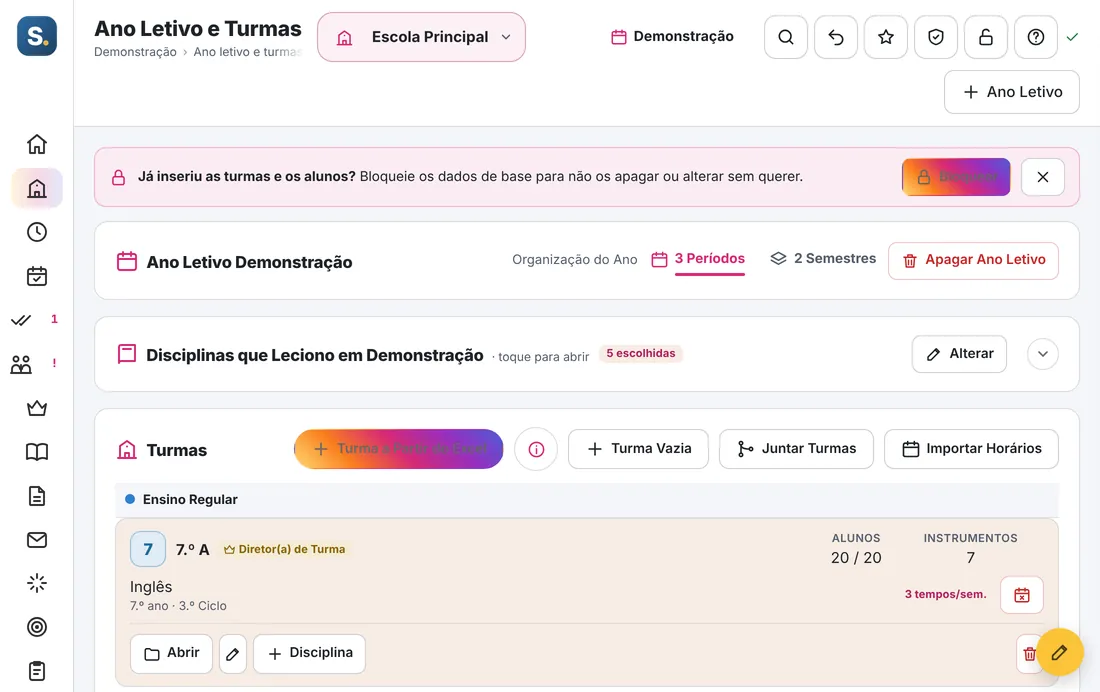 S.
Ano Letivo e Turmas
Demonstração › Ano letivo e turmas
Escola Principal
Demonstração
Ano Letivo
Já inseriu as turmas e os alunos? Bloqueie os dados de base para não os apagar ou alterar sem querer.
Ano Letivo Demonstração
Organização do Ano
3 Períodos
2 Semestres
Apagar Ano Letivo
1
!
Disciplinas que Leciono em Demonstração · toque para abrir
5 escolhidas
Alterar
Turmas
Turma a Partir do Excel
Turma Vazia
Juntar Turmas
Importar Horários
Ensino Regular
7
7.º A
Diretor(a) de Turma
ALUNOS
20 / 20
INSTRUMENTOS
7
Inglês
7.º ano · 3.º Ciclo
3 tempos/sem.
Abrir
Disciplina